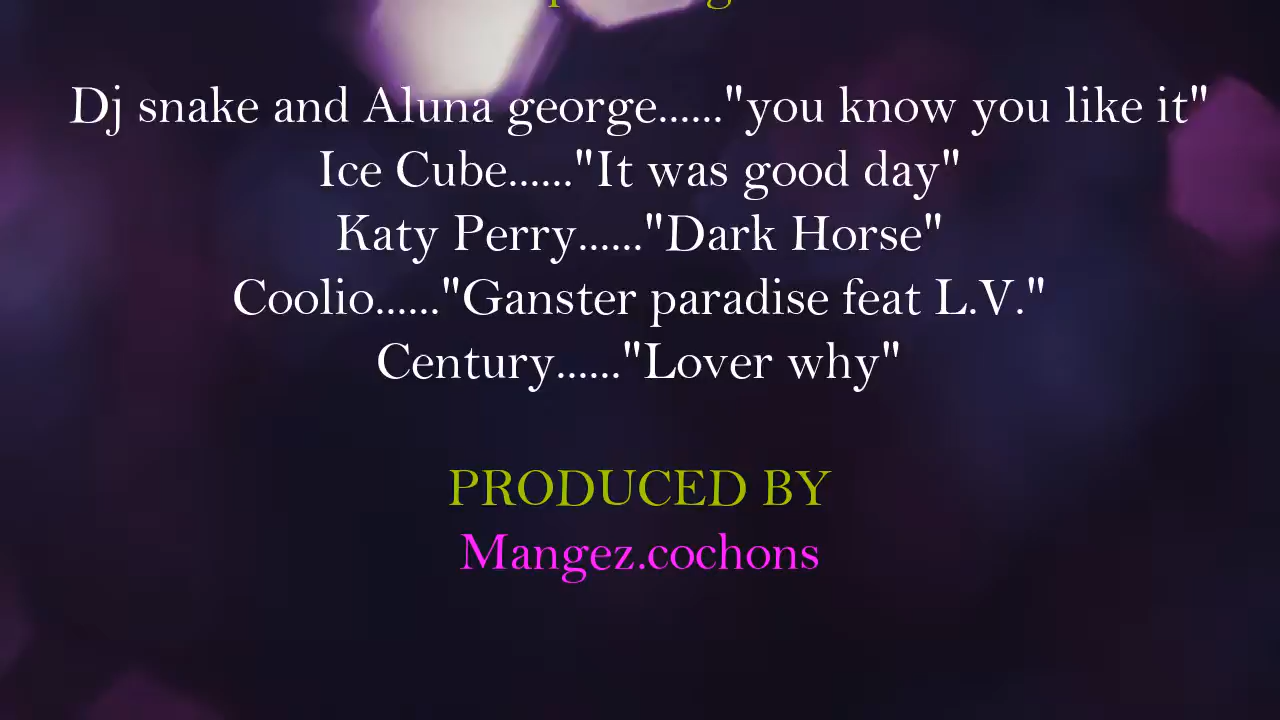 Dj snake and Aluna george......"you know you like it"
Ice Cube......"It was good day"
Katy Perry......"Dark Horse"
Coolio......"Ganster paradise feat L.V."
Century......"Lover why"
PRODUCED BY
Mangez.cochons